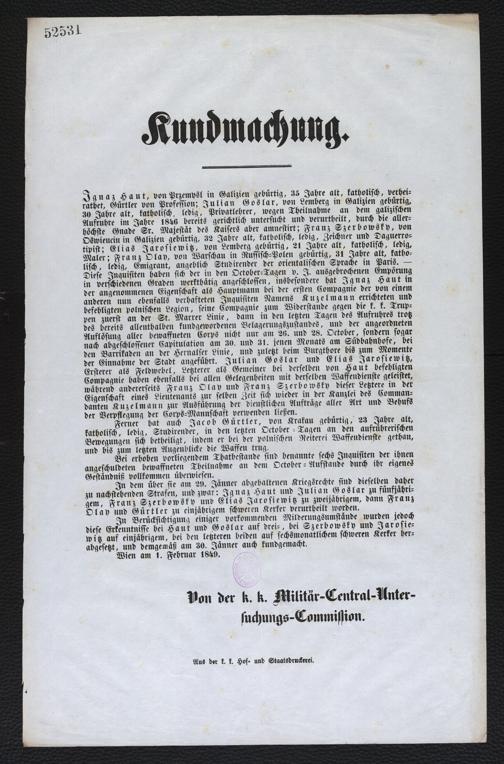 52531
Kundmachung.
Ignaz Haut, von Przemysl in Galizien gebürtig, 35 Jahre alt, katholisch, verhei-
rathet, Gürtler von Profession; Julian Goslar, von Lemberg in Galizien gebürtig,
30 Jahre alt, katholisch, ledig, Privatlehrer, wegen Theilnahme an dem galizischen
Aufruhre im Jahre 1846 bereits gerichtlich untersucht und verurtheilt, durch die aller-
höchste Gnade Sr. Majestät des Kaisers aber amnestirt; Franz Szerbowsky, von
Oswiencin in Galizien gebürtig, 32 Jahre alt, katholisch, ledig, Zeichner und Daguerro-
tipist; Elias Jarosiewitz, von Lemberg gebürtig, 21 Jahre alt, katholisch, ledig,
Maler; Franz Olay, von Warschau in Russisch-Polen gebürtig, 31 Jahre alt, katho-
lisch, ledig, Emigrant, angeblich Studirender der orientalischen Sprache in Paris. —
Diese Inquisiten haben sich der in den October-Tagen v. J. ausgebrochenen Empörung
in verschiedenen Graden werkthätig angeschlossen, insbesondere hat Ignaz Haut in
der angenommenen Eigenschaft als Hauptmann bei der ersten Compagnie der von einem
anderen nun ebenfalls verhafteten Inquisiten Namens Kuzelmann errichteten und
befehligten polnischen Legion, seine Compagnie zum Widerstande gegen die k. k. Trup-
pen zuerst an der St. Marxer Linie, dann in den letzten Tagen des Aufruhres trotz
des bereits allenthalben kundgewordenen Belagerungszustandes, und der angeordneten
Auflösung aller bewaffneten Corps nicht nur am 26. und 28. October, sondern sogar
nach abgeschlossener Capitulation am 30. und 31. jenes Monats am Südbahnhofe, bei
den Barrikaden an der Hernalser Linie, und zuletzt beim Burgthore bis zum Momente
der Einnahme der Stadt angeführt. Julian Goslar und Elias Jarosiewitz,
Ersterer als Feldwebel, Letzterer als Gemeiner bei derselben von Haut befehligten
Compagnie haben ebenfalls bei allen Gelegenheiten mit derselben Waffendienste geleistet,
während andererseits Franz Olay und Franz Szerbowsky dieser Letztere in der
Eigenschaft eines Lieutenants zur selben Zeit sich wieder in der Kanzlei des Comman-
danten Kuzelmann zur Ausführung der dienstlichen Aufträge aller Art und Behufs
der Verpflegung der Corps-Mannschaft verwenden ließen.
Ferner hat auch Jacob Gürtler, von Krakau gebürtig, 23 Jahre alt,
katholisch, ledig, Studirender, in den letzten October-Tagen an den aufrührerischen
Bewegungen sich betheiligt, indem er bei der polnischen Reiterei Waffendienste gethan,
und bis zum letzten Augenblicke die Waffen trug.
Bei erhoben vorliegendem Thatbestande sind benannte sechs Inquisiten der ihnen
angeschuldeten bewaffneten Theilnahme an dem October-Aufstande durch ihr eigenes
Geständniß vollkommen überwiesen.
In dem über sie am 29. Jänner abgehaltenen Kriegsrechte sind dieselben daher
zu nachstehenden Strafen, und zwar: Ignaz Haut und Julian Goslar zu fünfjähri-
gem, Franz Szerbowsky und Elias Jarosiewitz zu zweijährigem, dann Franz
Olay und Gürtler zu einjährigem schweren Kerker verurtheilt worden.
In Berücksichtigung einiger vorkommenden Milderungsumstände wurden jedoch
diese Erkenntnisse bei Haut und Goslar auf drei-, bei Szerbowsky und Jarosie-
witz auf einjährigem, bei den letzteren beiden auf sechsmonatlichem schweren Kerker her-
abgesetzt, und demgemäß am 30. Jänner auch kundgemacht.
Wien am 1. Februar 1849.
Von der k. k. Militär-Central-Unter-
suchungs-Commission.
Aus der k. k. Hof- und Staatsdruckerei.